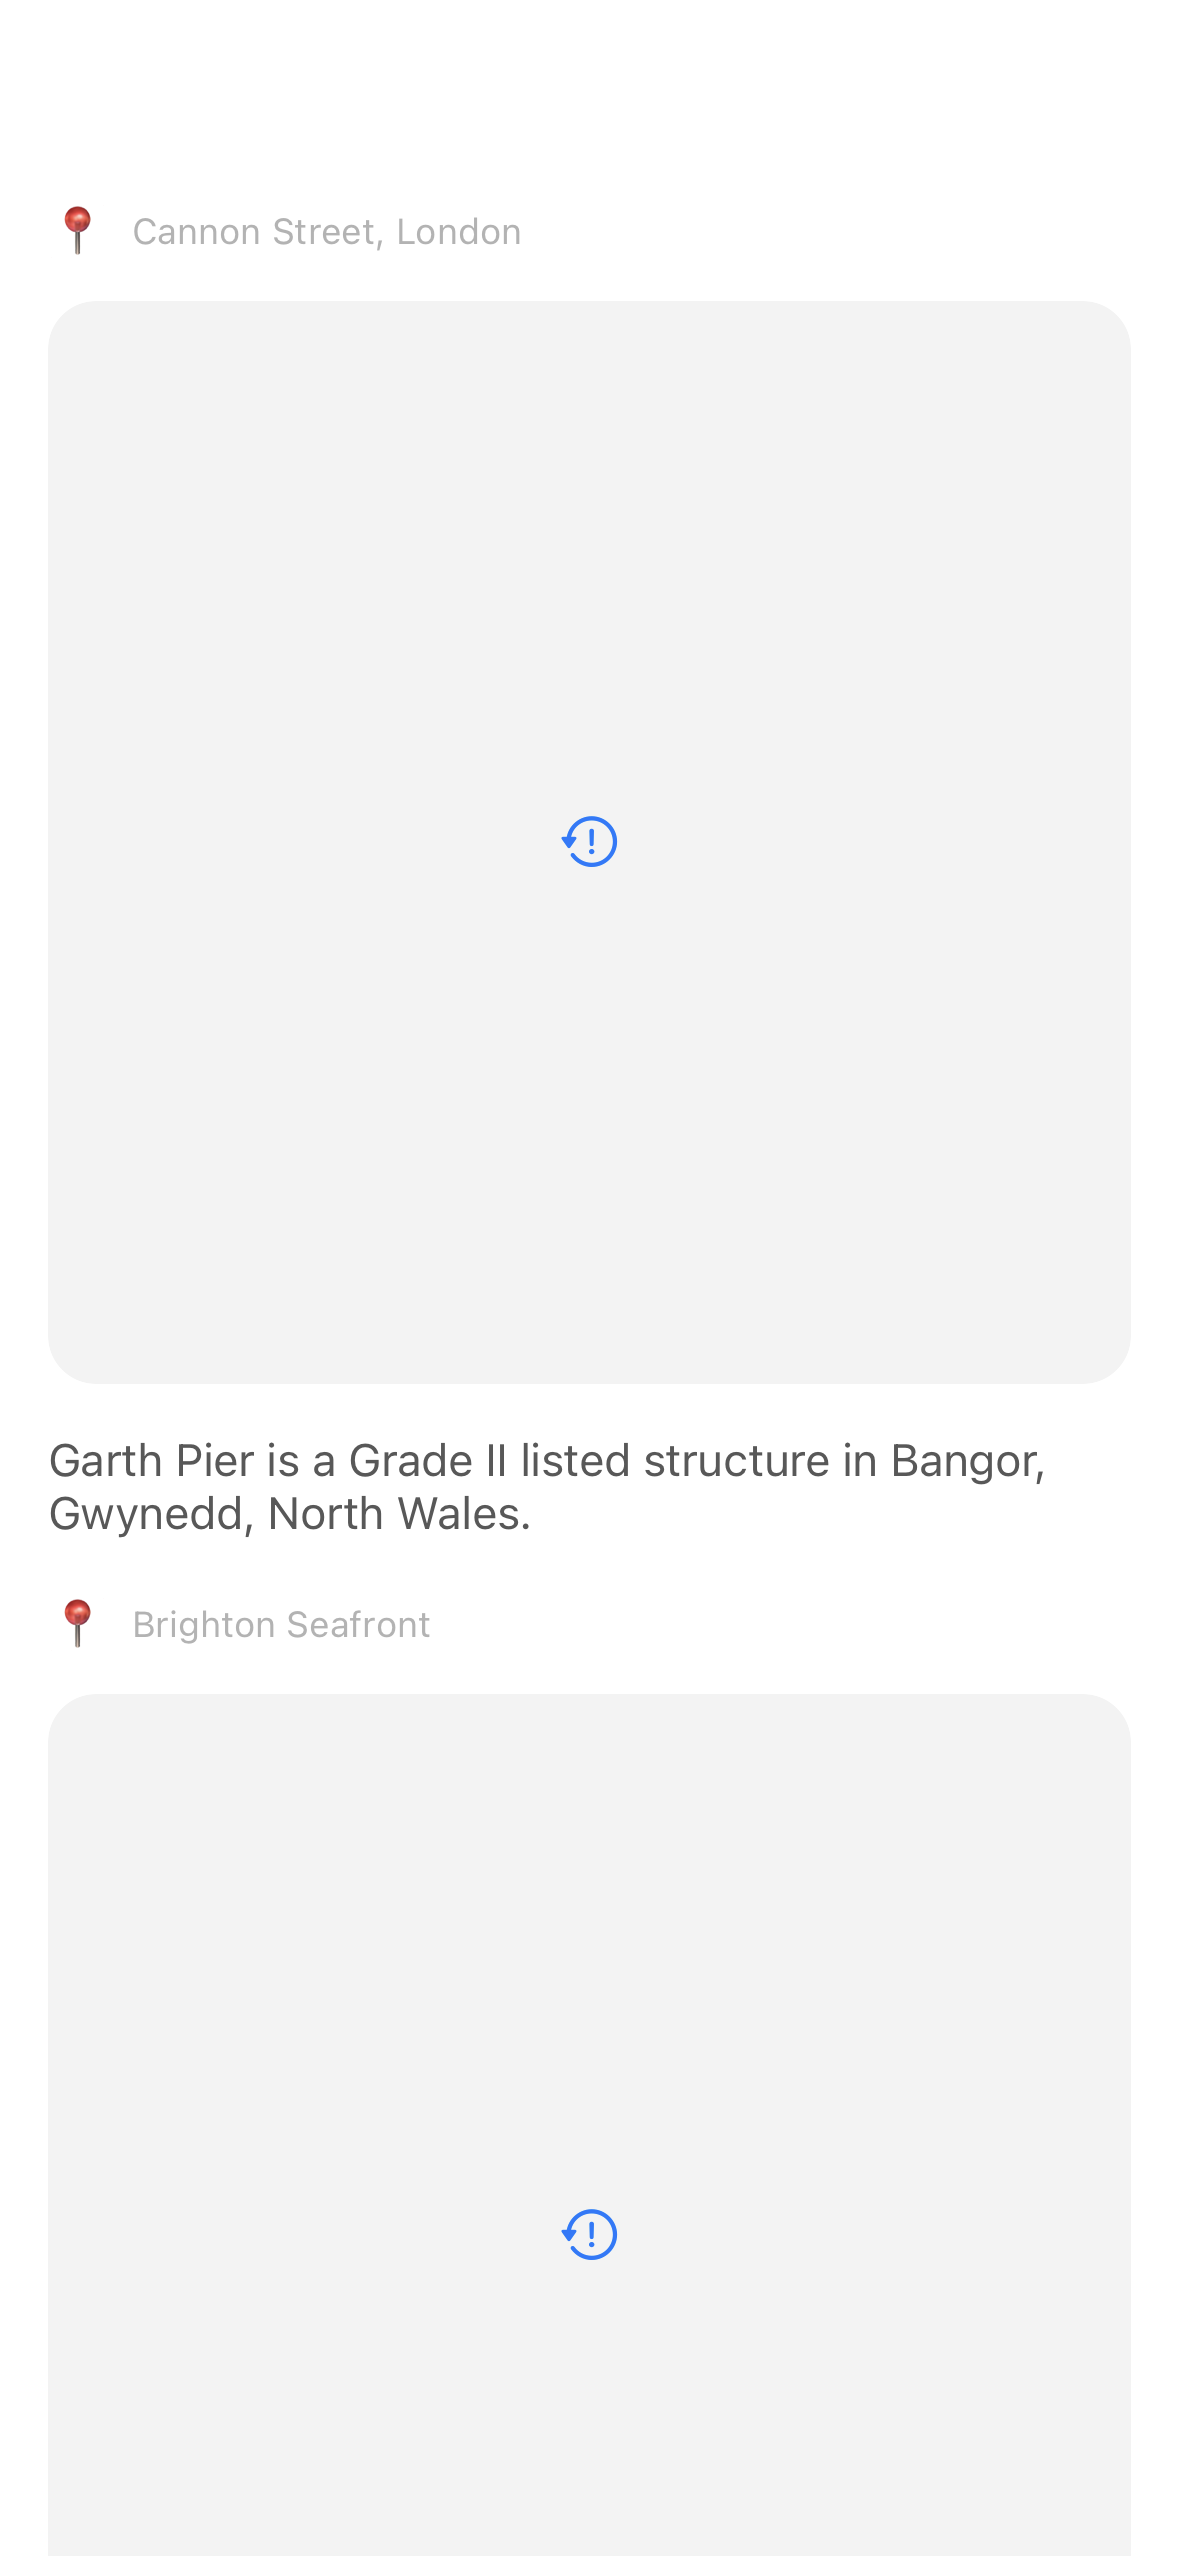 Cannon Street, London
Garth Pier is a Grade II listed structure in Bangor,
Gwynedd, North Wales.
Brighton Seafront